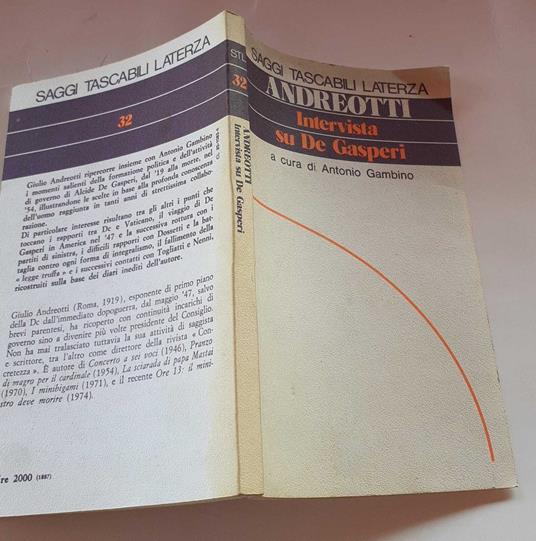 SAGGI TASCABILI LATERZA
32
Giulio Andreotti ripercorre insieme con Antonio Gambino
i momenti salienti della formazione politica e dell'attività
di governo di Alcide De Gasperi, dal '19 alla morte, nel
'54, illustrandone le scelte in base alla profonda conoscenza
dell'uomo raggiunta in tanti anni di strettissima collabo-
razione.
Di particolare interesse risultano tra gli altri i punti che
toccano i rapporti tra Dc e Vaticano, il viaggio di De
Gasperi in America nel '47 e la successiva rottura con i
partiti di sinistra, i difficili rapporti con Dossetti e la bat-
taglia contro ogni forma di integralismo, il fallimento della
« legge truffa » e i successivi contatti con Togliatti e Nenni,
ricostruiti sulla base dei diari inediti dell'autore.
Giulio Andreotti (Roma, 1919), esponente di primo piano
della Dc dall'immediato dopoguerra, dal maggio '47, salvo
brevi parentesi, ha ricoperto con continuità incarichi di
governo sino a divenire più volte presidente del Consiglio.
Non ha mai tralasciato tuttavia la sua attività di saggista
e scrittore, tra l'altro come direttore della rivista « Con-
cretezza ». È autore di Concerto a sei voci (1946), Pranzo
di magro per il cardinale (1954), La sciarada di papa Mastai
(1970), I minibigami (1971), e il recente Ore 13: il mini-
stro deve morire (1974).
re 2000 (1887)
STL
32
ANDREOTTI
Intervista su De Gasperi
SAGGI TASCABILI LATERZA
ANDREOTTI
Intervista
su De Gasperi
a cura di Antonio Gambino